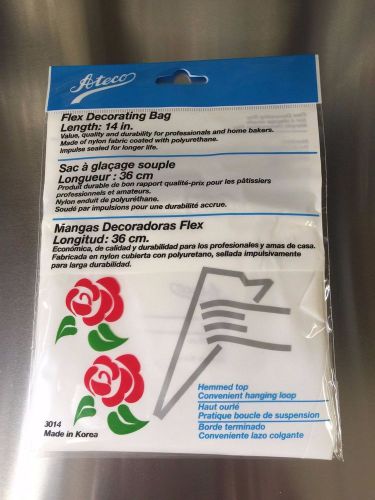 Ateco
Flex Decorating Bag
Length: 14 in.
Value, quality and durability for professionals and home bakers.
Made of nylon fabric coated with polyurethane.
Impulse sealed for longer life.
Sac à glaçage souple
Longueur : 36 cm
Produit durable de bon rapport qualité-prix pour les pâtissiers
professionnels et amateurs.
Nylon enduit de polyuréthane.
Soudé par impulsions pour une durabilité accrue.
Mangas Decoradoras Flex
Longitud: 36 cm.
Económica, de calidad y durabilidad para los profesionales y amas de casa.
Fabricada en nylon cubierta con poliuretano, sellada impulsivamente
para larga durabilidad.
Hemmed top
Convenient hanging loop
Haut ourlé
Pratique boucle de suspension
Borde terminado
Conveniente lazo colgante
3014
Made in Korea